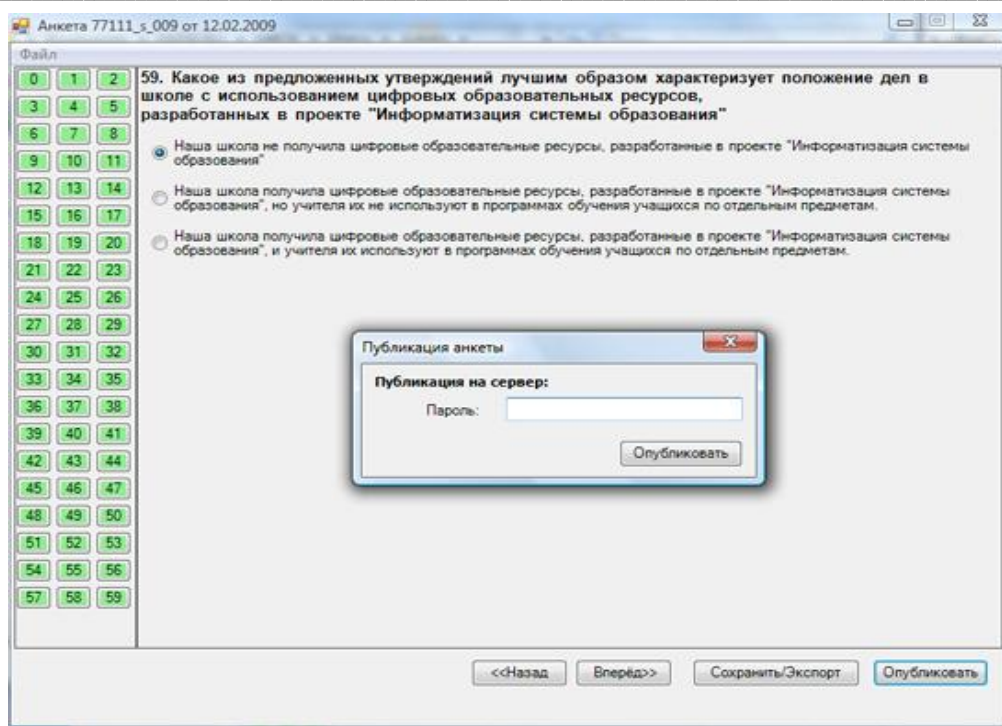 Анкета 77111_s_009 от 12.02.2009
Файл
0 1 2
3 4 5
6 7 8
9 10 11
12 13 14
15 16 17
18 19 20
21 22 23
24 25 26
27 28 29
30 31 32
33 34 35
36 37 38
39 40 41
42 43 44
45 46 47
48 49 50
51 52 53
54 55 56
57 58 59
59. Какое из предложенных утверждений лучшим образом характеризует положение дел в
школе с использованием цифровых образовательных ресурсов,
разработанных в проекте "Информатизация системы образования"
Наша школа не получила цифровые образовательные ресурсы, разработанные в проекте "Информатизация системы
образования"
Наша школа получила цифровые образовательные ресурсы, разработанные в проекте "Информатизация системы
образования", но учителя их не используют в программах обучения учащихся по отдельным предметам.
Наша школа получила цифровые образовательные ресурсы, разработанные в проекте "Информатизация системы
образования", и учителя их используют в программах обучения учащихся по отдельным предметам.
Публикация анкеты
Публикация на сервер:
Пароль:
Опубликовать
<<Назад Вперёд>> Сохранить/Экспорт Опубликовать